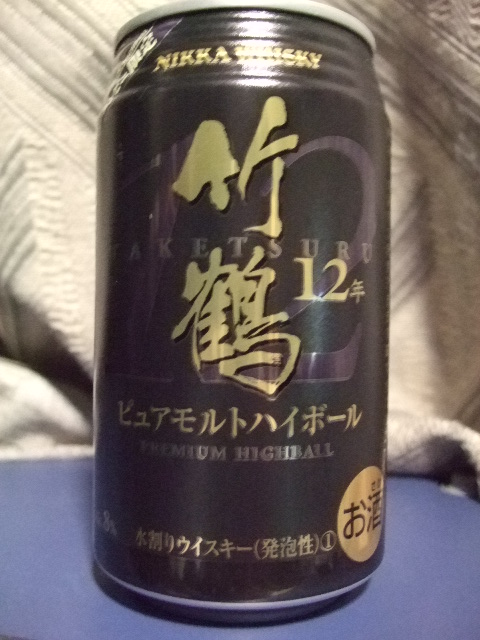 NIKKA WHISKY
竹鶴
TAKETSURU
12年
ピュアモルトハイボール
PREMIUM HIGHBALL
お酒
水割りウイスキー(発泡性)①